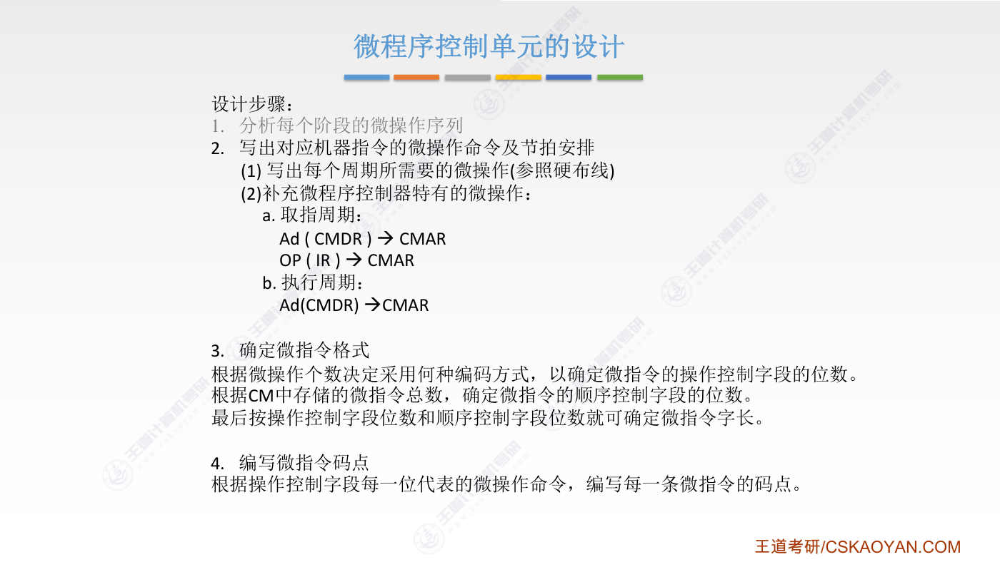 微程序控制单元的设计
设计步骤：
1. 分析每个阶段的微操作序列
2. 写出对应机器指令的微操作命令及节拍安排
(1) 写出每个周期所需要的微操作(参照硬布线)
(2)补充微程序控制器特有的微操作：
a. 取指周期：
Ad ( CMDR ) → CMAR
OP ( IR ) → CMAR
b. 执行周期：
Ad(CMDR) →CMAR
3. 确定微指令格式
根据微操作个数决定采用何种编码方式，以确定微指令的操作控制字段的位数。
根据CM中存储的微指令总数，确定微指令的顺序控制字段的位数。
最后按操作控制字段位数和顺序控制字段位数就可确定微指令字长。
4. 编写微指令码点
根据操作控制字段每一位代表的微操作命令，编写每一条微指令的码点。
王道考研/CSKAOYAN.COM